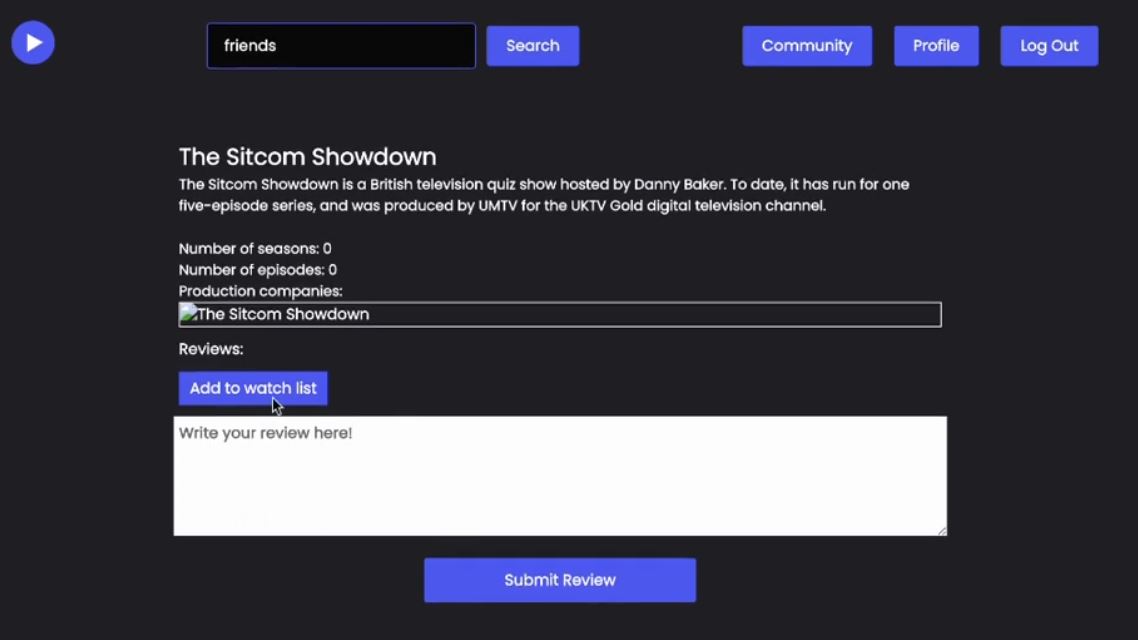 friends
Search
Community
Profile
Log Out
The Sitcom Showdown
The Sitcom Showdown is a British television quiz show hosted by Danny Baker. To date, it has run for one
five-episode series, and was produced by UMTV for the UKTV Gold digital television channel.
Number of seasons: 0
Number of episodes: 0
Production companies:
The Sitcom Showdown
Reviews:
Add to watch list
Write your review here!
Submit Review